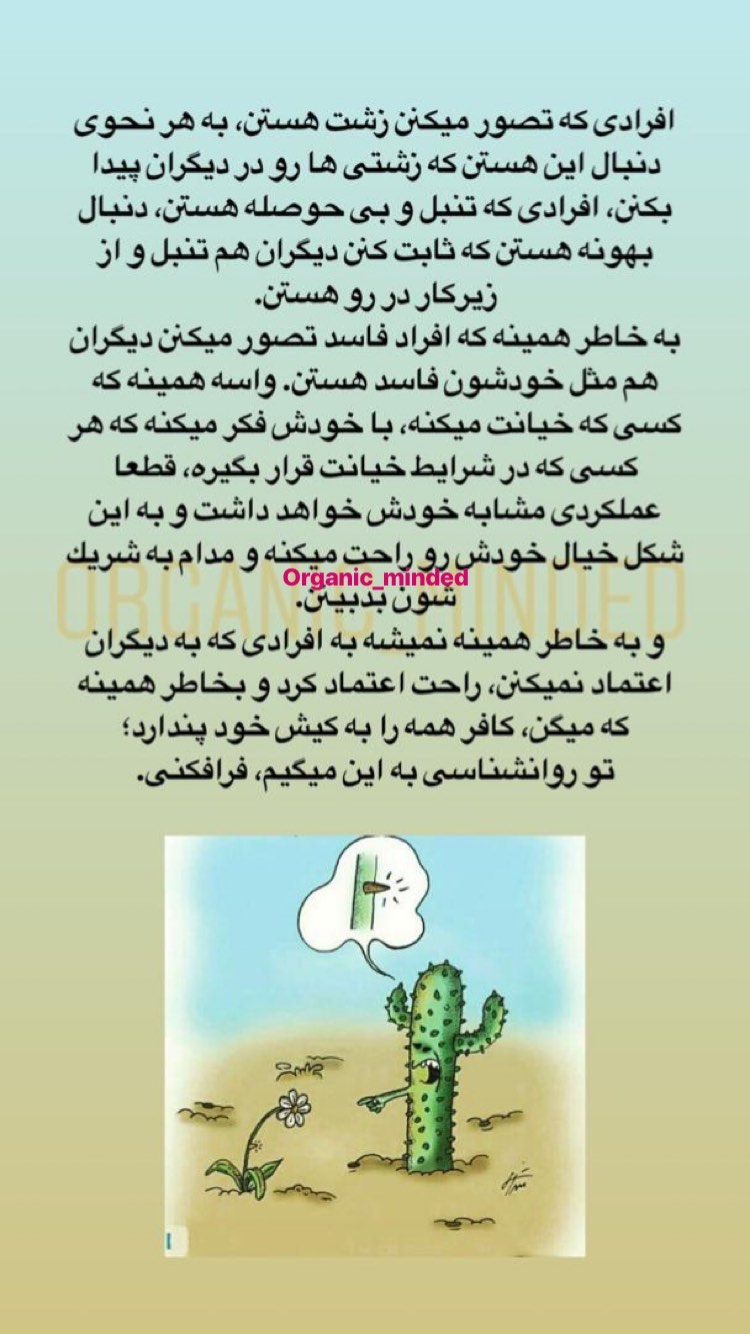 افرادی که تصور میکنن زشت هستن، به هر نحوی
دنبال این هستن که زشتی ها رو در دیگران پیدا
بکنن، افرادی که تنبل و بی حوصله هستن، دنبال
بهونه هستن که ثابت کنن دیگران هم تنبل و از
زیرکار در رو هستن.
به خاطر همینه که افراد فاسد تصور میکنن دیگران
هم مثل خودشون فاسد هستن. واسه همینه که
کسی که خیانت میکنه، با خودش فکر میکنه که هر
کسی که در شرایط خیانت قرار بگیره، قطعا
عملکردی مشابه خودش خواهد داشت و به این
شکل خیال خودش رو راحت میکنه و مدام به شریك
Organic_minded
ORGANIC_MINDED
شون بدبینن.
و به خاطر همینه نمیشه به افرادی که به دیگران
اعتماد نمیکنن، راحت اعتماد کرد و بخاطر همینه
که میگن، کافر همه را به کیش خود پندارد؛
تو روانشناسی به این میگیم، فرافکنی.